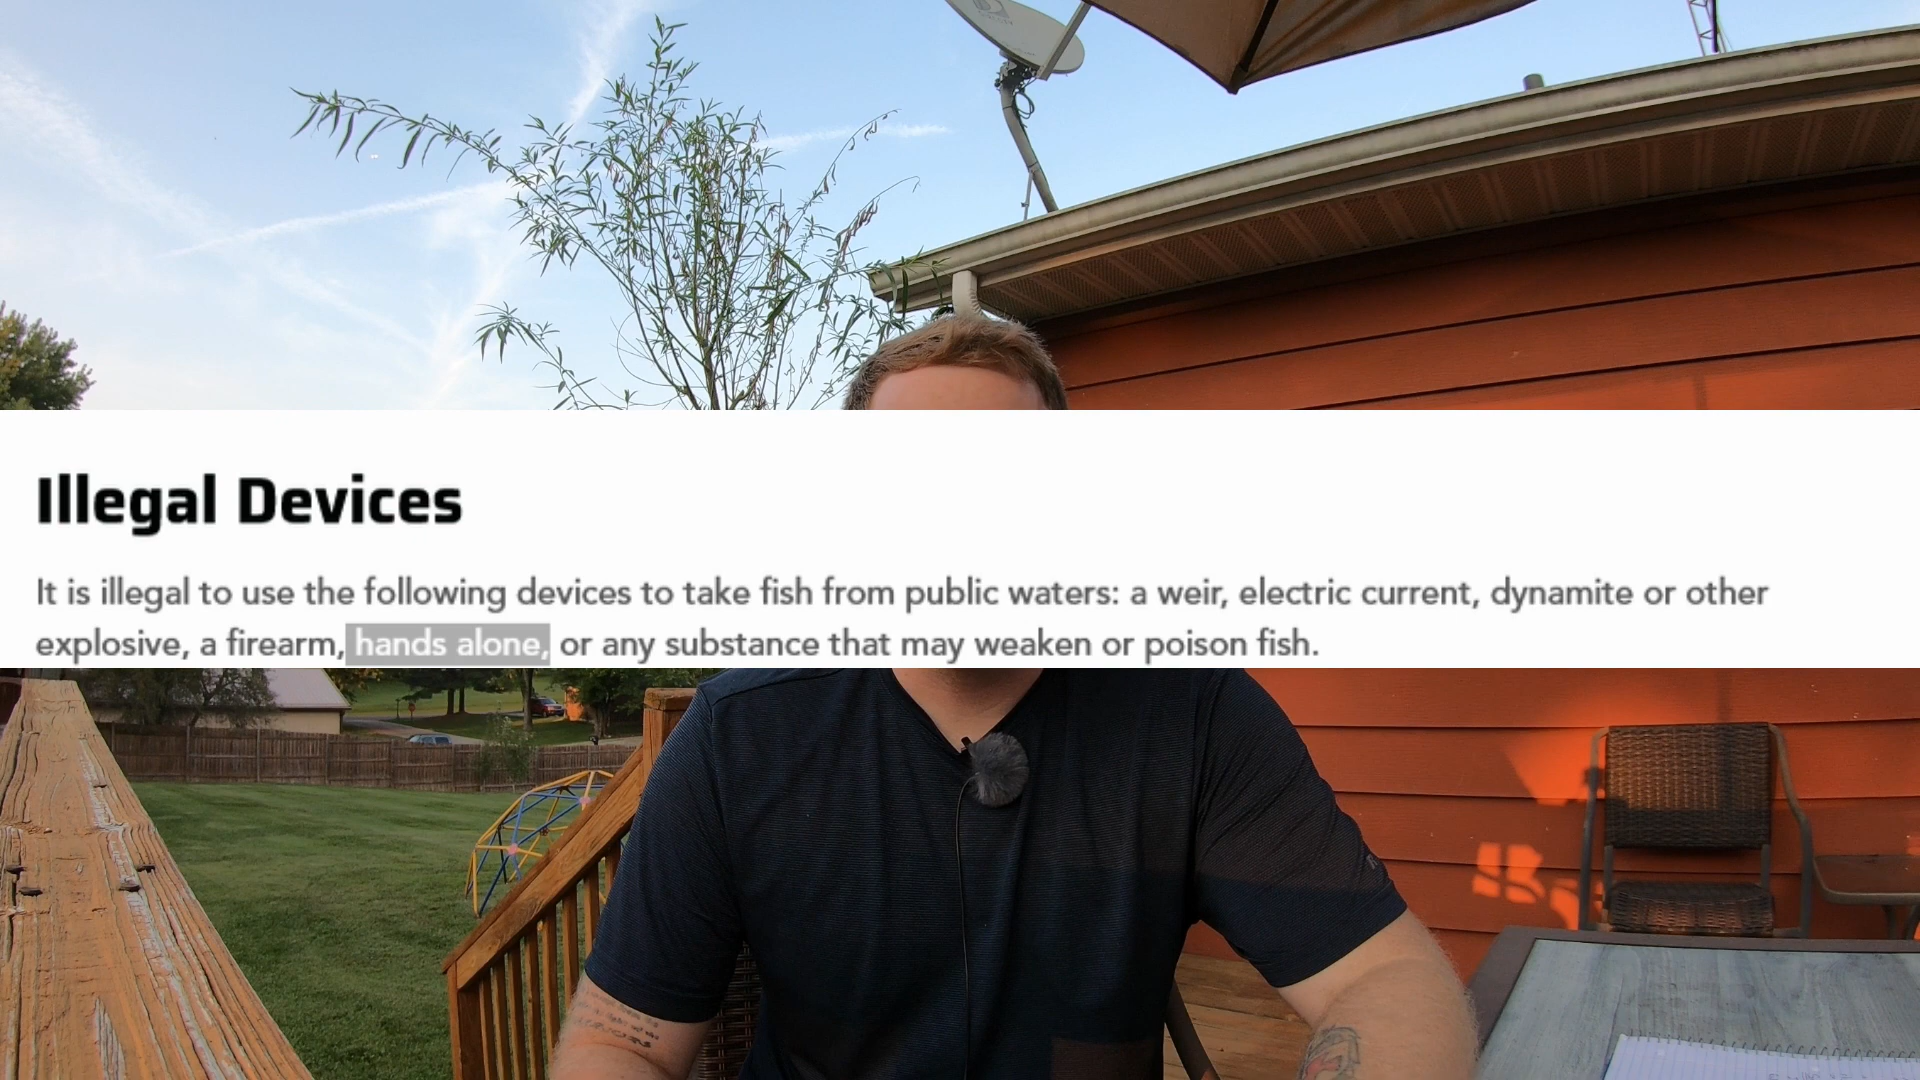 Illegal Devices
It is illegal to use the following devices to take fish from public waters: a weir, electric current, dynamite or other
explosive, a firearm, hands alone, or any substance that may weaken or poison fish.